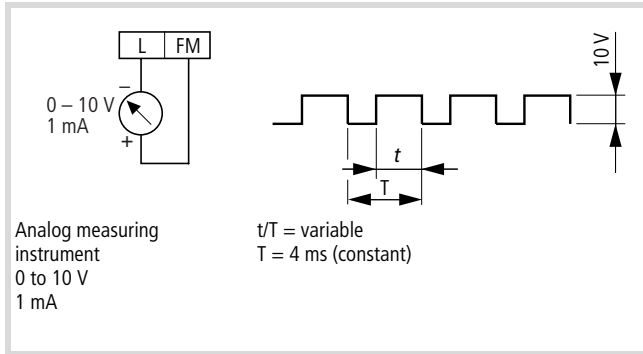 L FM
0 – 10 V
1 mA
–
+
10 V
t
T
Analog measuring
instrument
0 to 10 V
1 mA
t/T = variable
T = 4 ms (constant)